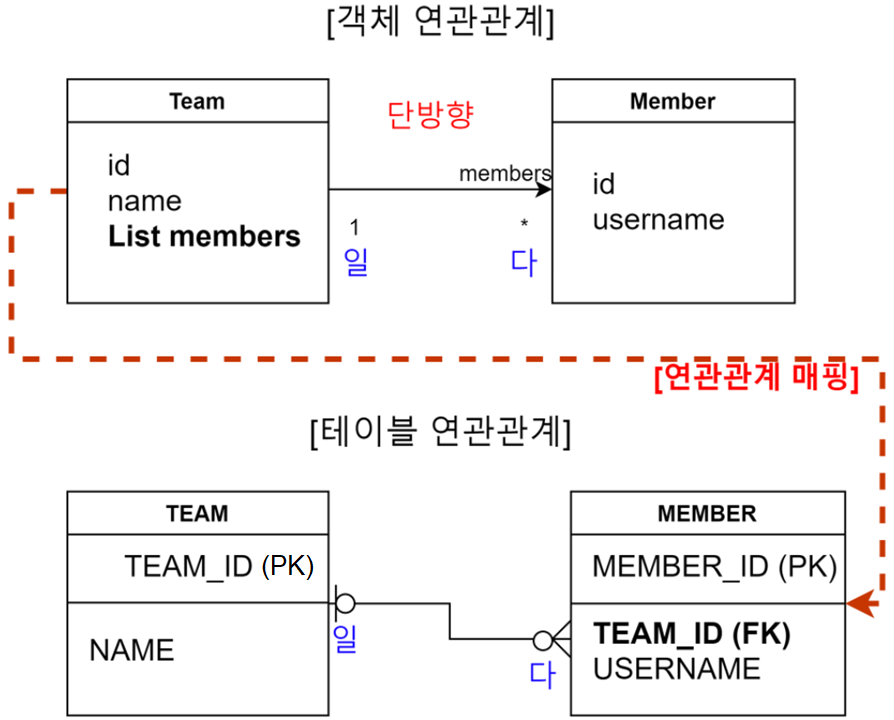 [객체 연관관계]
Team
단방향
Member
id
name
List members
members
id
username
1
*
일
다
[연관관계 매핑]
[테이블 연관관계]
TEAM
MEMBER
TEAM_ID (PK)
MEMBER_ID (PK)
NAME
일
다
TEAM_ID (FK)
USERNAME